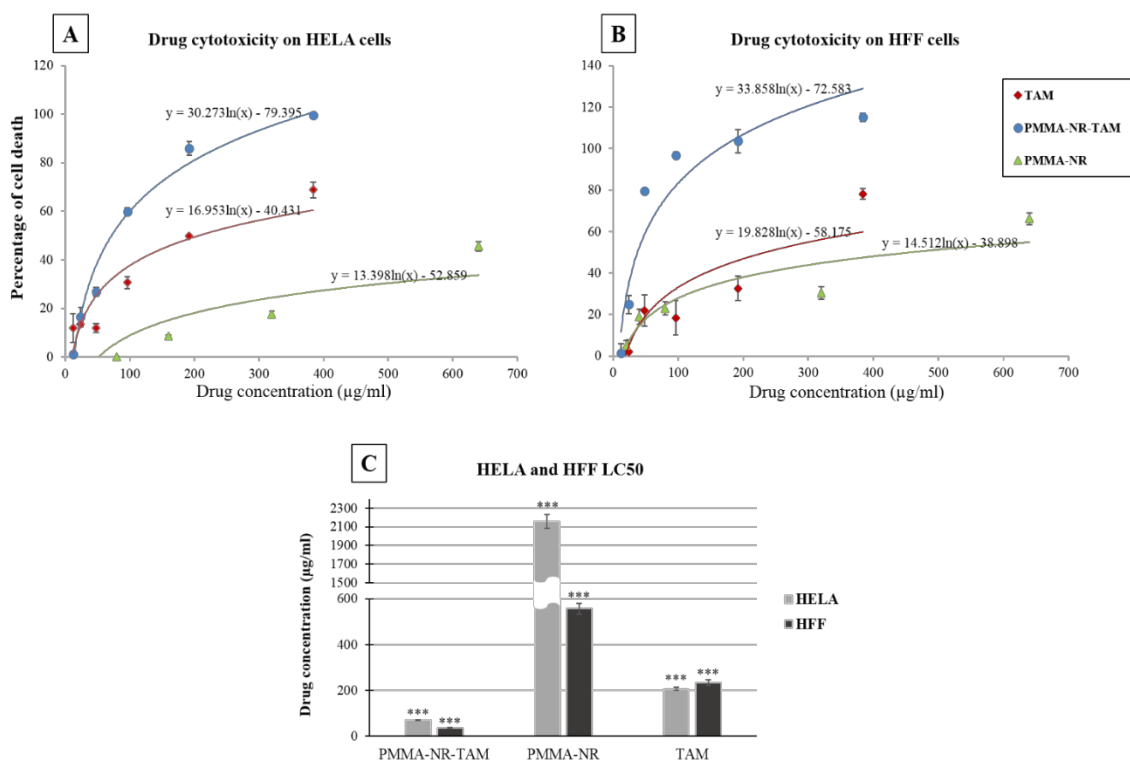 A
Drug cytotoxicity on HELA cells
120
100
80
60
40
20
0
Percentage of cell death
y = 30.273ln(x) - 79.395
y = 16.953ln(x) - 40.431
y = 13.398ln(x) - 52.859
0 100 200 300 400 500 600 700
Drug concentration (µg/ml)
B
Drug cytotoxicity on HFF cells
140
120
100
80
60
40
20
0
y = 33.858ln(x) - 72.583
y = 19.828ln(x) - 58.175
y = 14.512ln(x) - 38.898
0 100 200 300 400 500 600 700
Drug concentration (µg/ml)
TAM
PMMA-NR-TAM
PMMA-NR
C
HELA and HFF LC50
2300
2100
1900
1700
1500
600
400
200
0
Drug concentration (µg/ml)
*** ***
*** ***
*** ***
PMMA-NR-TAM PMMA-NR TAM
HELA
HFF